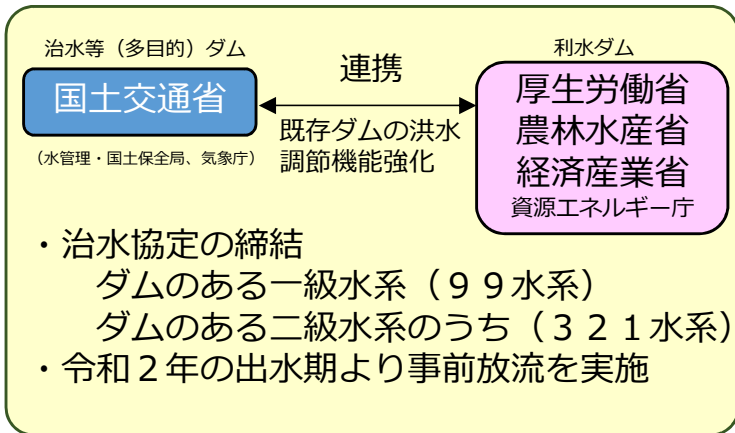 治水等（多目的）ダム
国土交通省
（水管理・国土保全局、気象庁）
連携
既存ダムの洪水
調節機能強化
利水ダム
厚生労働省
農林水産省
経済産業省
資源エネルギー庁
・治水協定の締結
ダムのある一級水系（９９水系）
ダムのある二級水系のうち（３２１水系）
・令和２年の出水期より事前放流を実施